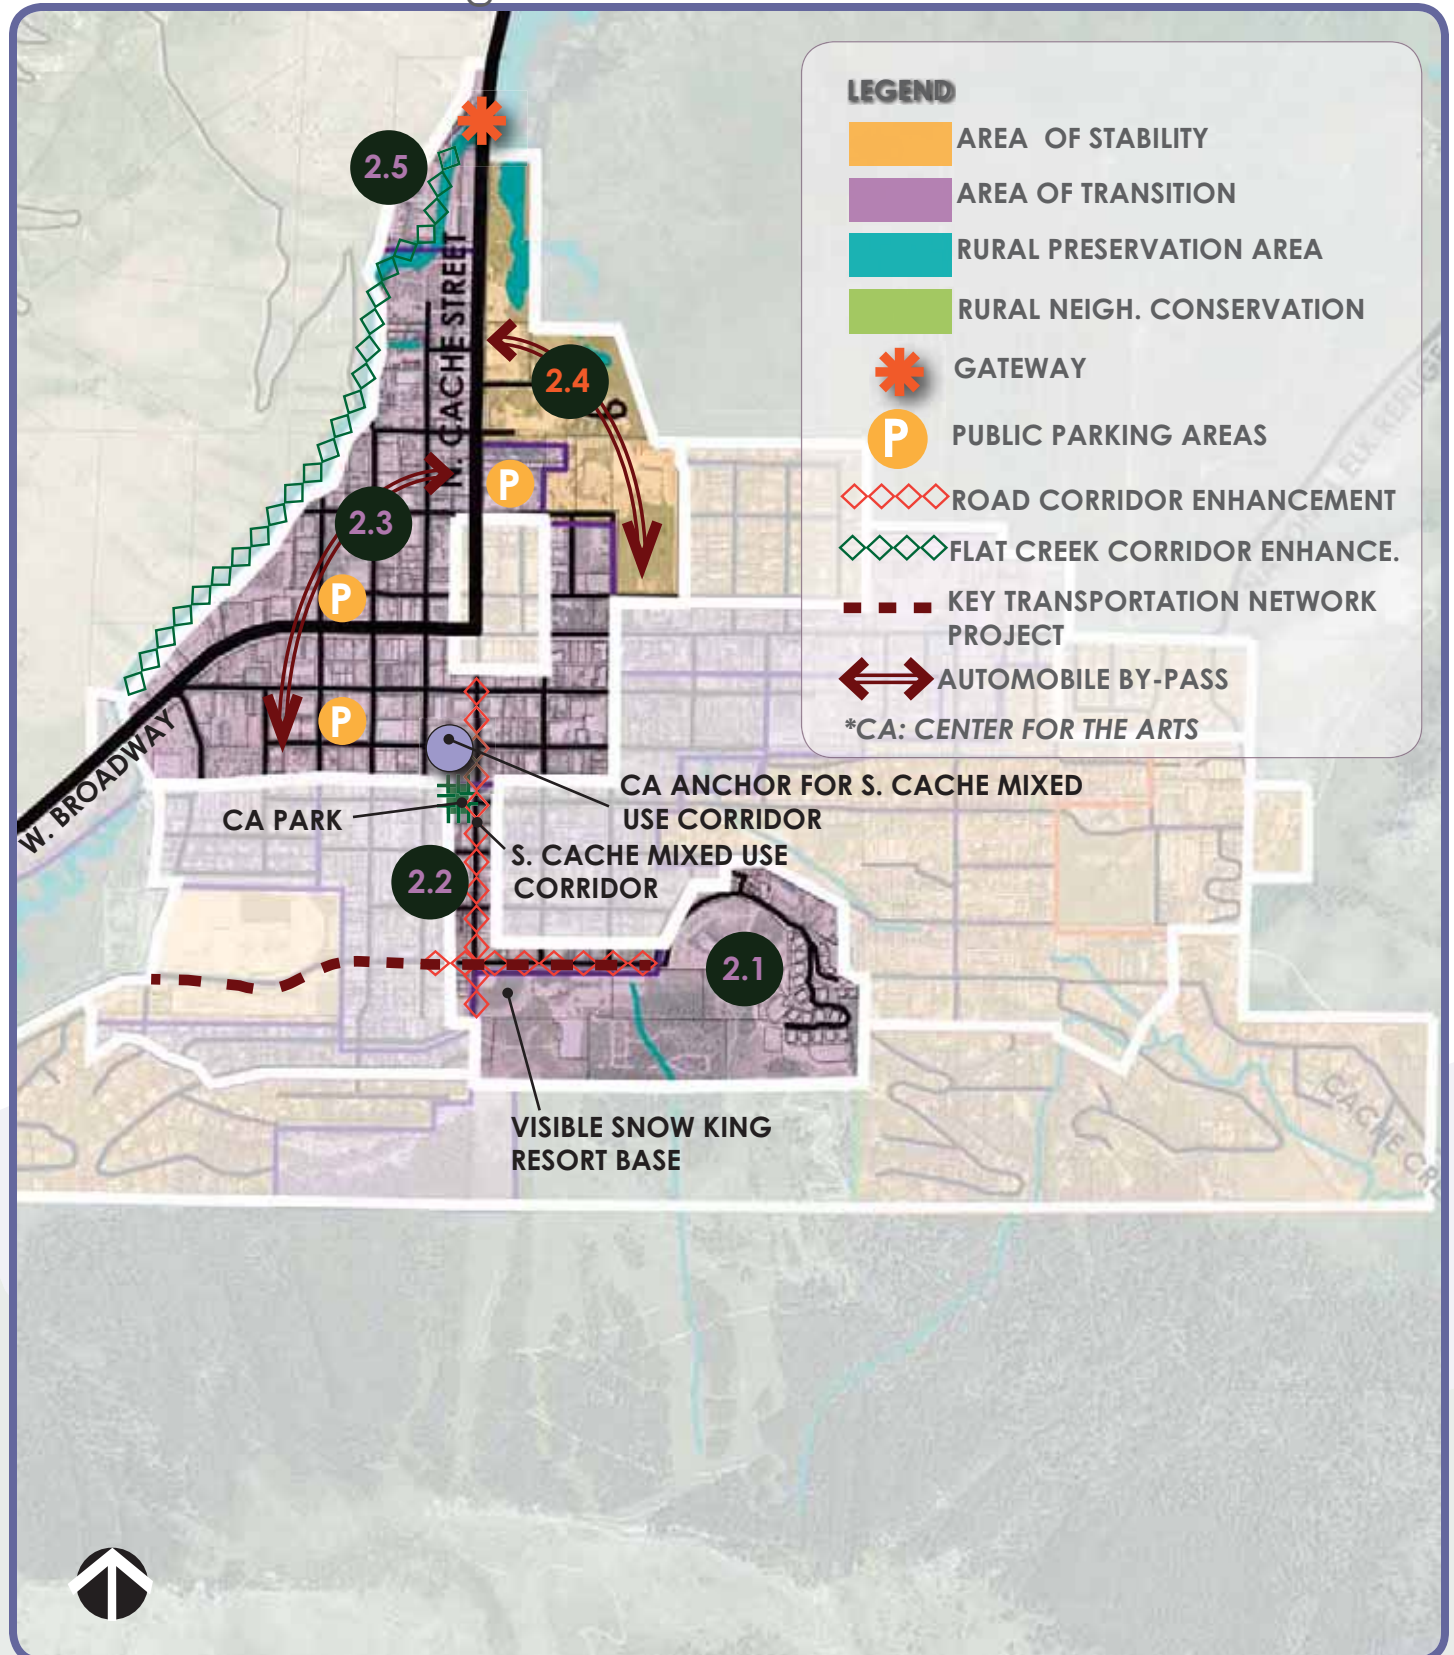 LEGEND
AREA OF STABILITY
AREA OF TRANSITION
RURAL PRESERVATION AREA
RURAL NEIGH. CONSERVATION
GATEWAY
P
PUBLIC PARKING AREAS
ROAD CORRIDOR ENHANCEMENT
FLAT CREEK CORRIDOR ENHANCE.
KEY TRANSPORTATION NETWORK
PROJECT
AUTOMOBILE BY-PASS
*CA: CENTER FOR THE ARTS
2.5
N. CACHE STREET
2.4
P
2.3
P
P
W. BROADWAY
CA PARK
CA ANCHOR FOR S. CACHE MIXED
USE CORRIDOR
S. CACHE MIXED USE
CORRIDOR
2.2
2.1
VISIBLE SNOW KING
RESORT BASE